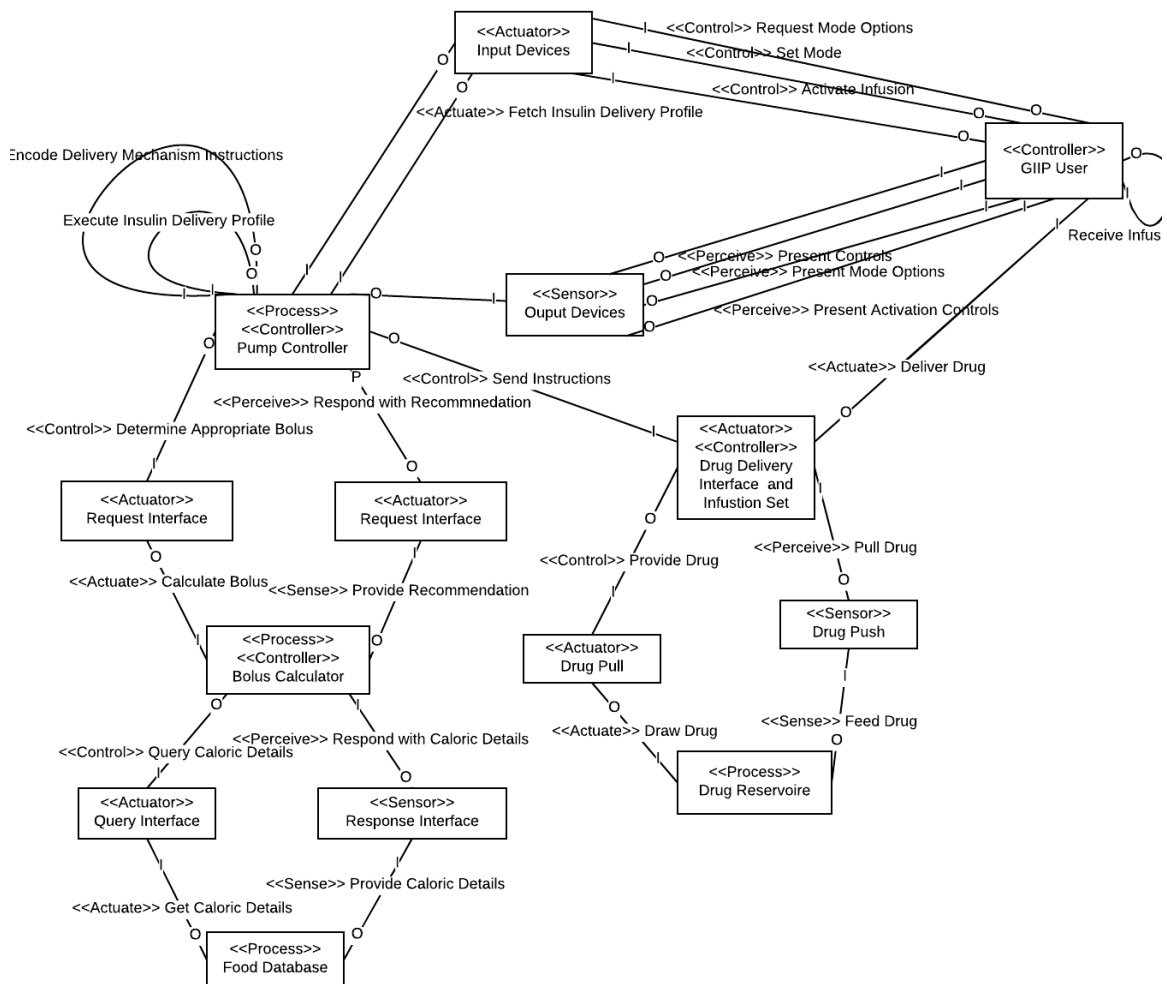 <<Actuator>>
Input Devices
I
<<Control>> Request Mode Options
I
<<Control>> Set Mode
O
I
<<Control>> Activate Infusion
O
<<Actuate>> Fetch Insulin Delivery Profile
O
O
O
<<Controller>>
GIIP User
O
I
Receive Infus
Encode Delivery Mechanism Instructions
Execute Insulin Delivery Profile
O
O
I
I
I
I
I
I
I
I
I
O
<<Perceive>> Present Controls
O
<<Perceive>> Present Mode Options
O
<<Perceive>> Present Activation Controls
O
<<Sensor>>
Ouput Devices
O
I
<<Process>>
<<Controller>>
Pump Controller
O
O
P
<<Control>> Send Instructions
<<Actuate>> Deliver Drug
<<Perceive>> Respond with Recommnedation
O
<<Control>> Determine Appropriate Bolus
I
I
O
<<Actuator>>
<<Controller>>
Drug Delivery
Interface and
Infustion Set
<<Actuator>>
Request Interface
<<Actuator>>
Request Interface
O
I
O
I
<<Control>> Provide Drug
<<Perceive>> Pull Drug
<<Actuate>> Calculate Bolus
<<Sense>> Provide Recommendation
I
O
I
O
<<Process>>
<<Controller>>
Bolus Calculator
<<Actuator>>
Drug Pull
<<Sensor>>
Drug Push
O
I
O
I
<<Control>> Query Caloric Details
<<Perceive>> Respond with Caloric Details
<<Actuate>> Draw Drug
<<Sense>> Feed Drug
I
O
I
O
<<Process>>
Drug Reservoire
<<Actuator>>
Query Interface
<<Sensor>>
Response Interface
I
I
<<Sense>> Provide Caloric Details
<<Actuate>> Get Caloric Details
O
O
<<Process>>
Food Database